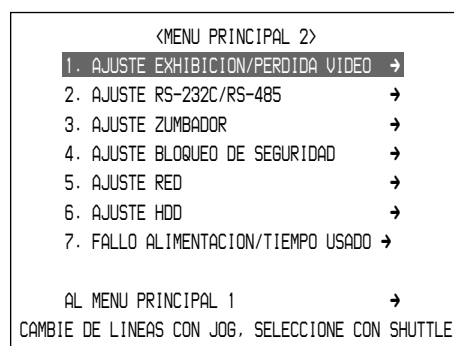 <MENU PRINCIPAL 2>
1. AJUSTE EXHIBICION/PERDIDA VIDEO →
2. AJUSTE RS-232C/RS-485 →
3. AJUSTE ZUMBADOR →
4. AJUSTE BLOQUEO DE SEGURIDAD →
5. AJUSTE RED →
6. AJUSTE HDD →
7. FALLO ALIMENTACION/TIEMPO USADO →
AL MENU PRINCIPAL 1 →
CAMBIE DE LINEAS CON JOG, SELECCIONE CON SHUTTLE